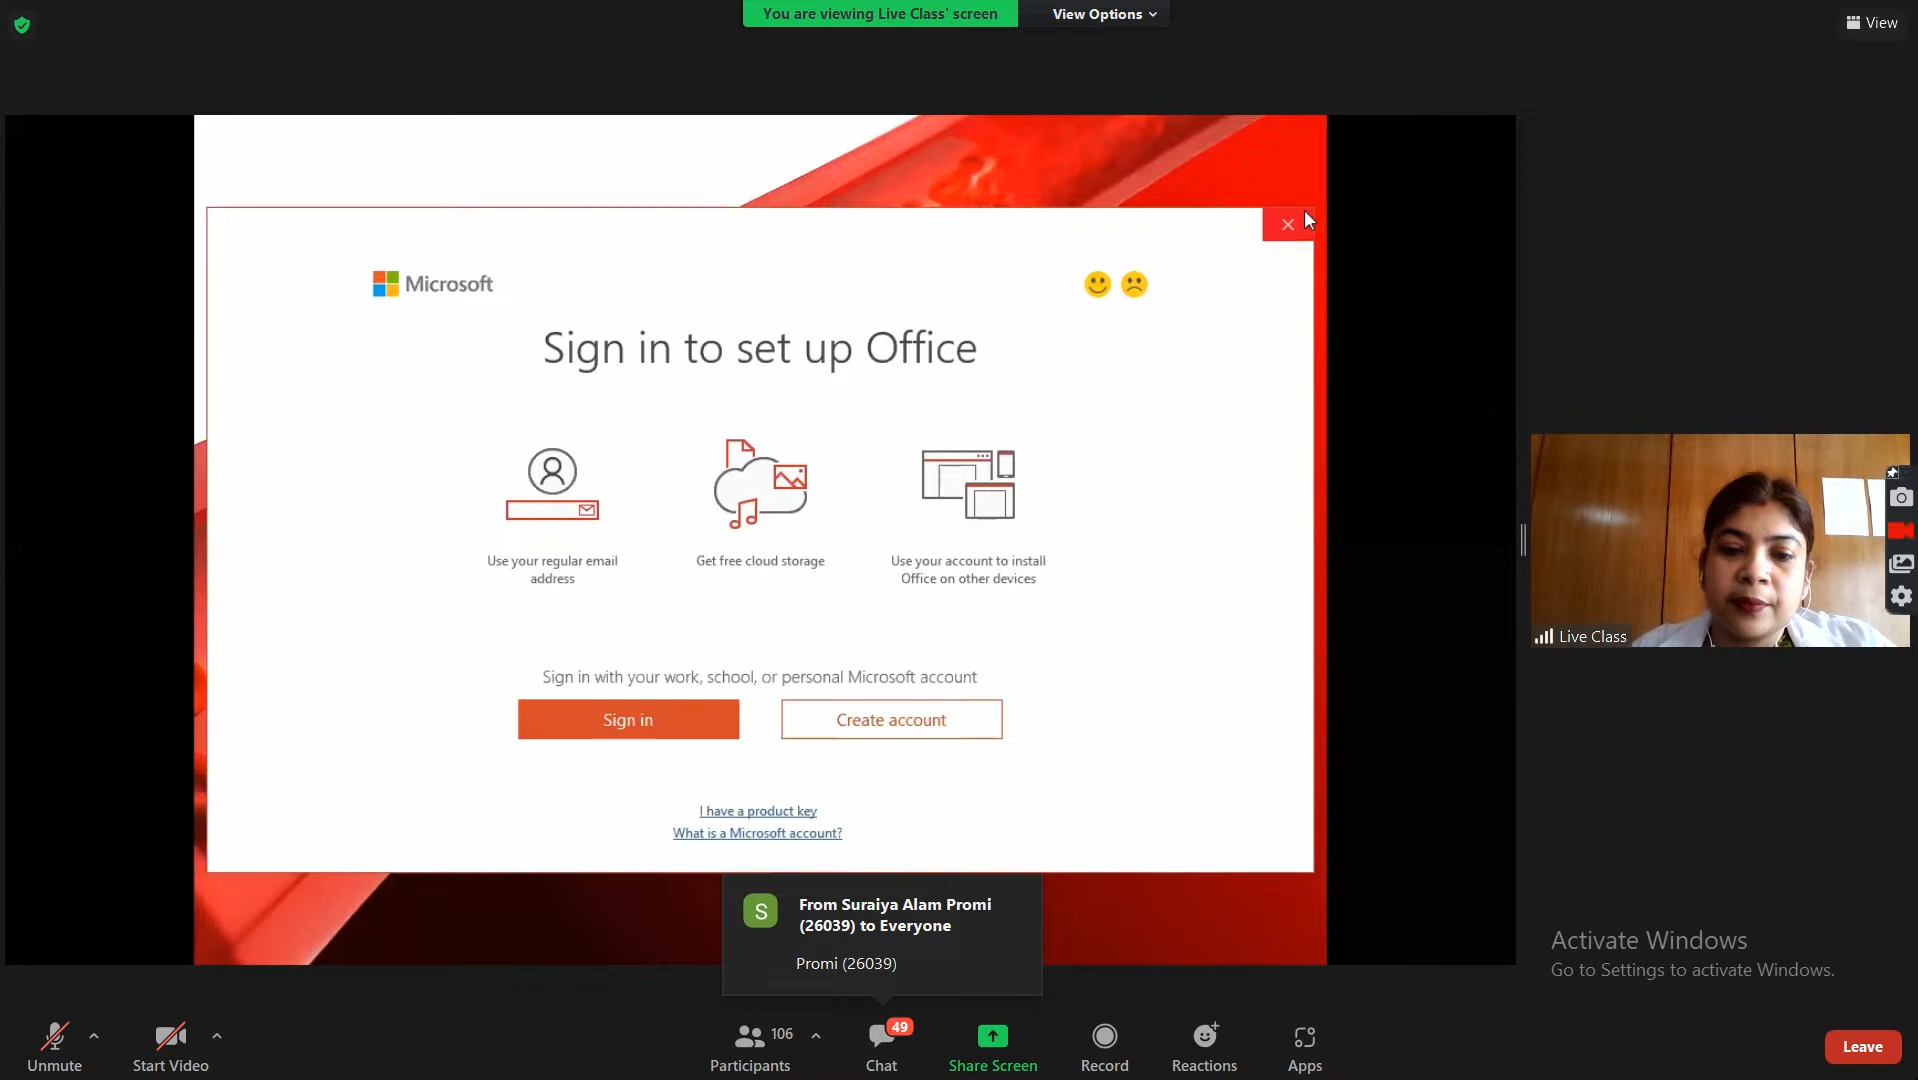 You are viewing Live Class' screen
View Options
View
Microsoft
Sign in to set up Office
Use your regular email
address
Get free cloud storage
Use your account to install
Office on other devices
Sign in with your work, school, or personal Microsoft account
Sign in
Create account
I have a product key
What is a Microsoft account?
Live Class
S
From Suraiya Alam Promi
(26039) to Everyone
Promi (26039)
Activate Windows
Go to Settings to activate Windows.
Unmute
Start Video
106
Participants
49
Chat
Share Screen
Record
Reactions
Apps
Leave